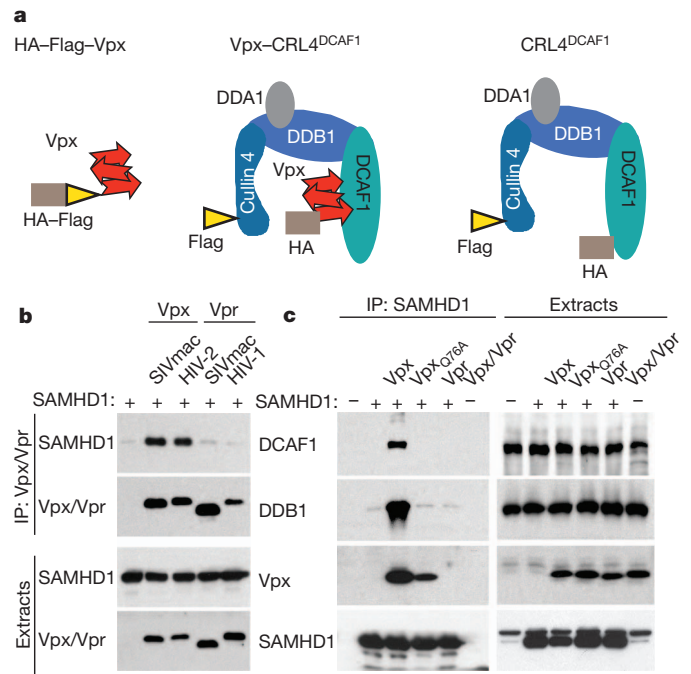 a
HA–Flag–Vpx
Vpx–CRL4DCAF1
CRL4DCAF1
Vpx
HA–Flag
DDA1
DDB1
Cullin 4
Vpx
DCAF1
Flag
HA
DDA1
DDB1
Cullin 4
DCAF1
Flag
HA
b
Vpx Vpr
SIVmac
HIV-2
SIVmac
HIV-1
SAMHD1: + + + + +
IP: Vpx/Vpr
SAMHD1
Vpx/Vpr
Extracts
SAMHD1
Vpx/Vpr
c
IP: SAMHD1 Extracts
Vpx
VpxQ76A
Vpr
Vpx/Vpr
Vpx
VpxQ76A
Vpr
Vpx/Vpr
SAMHD1: – + + + + – – + + + + –
DCAF1
DDB1
Vpx
SAMHD1